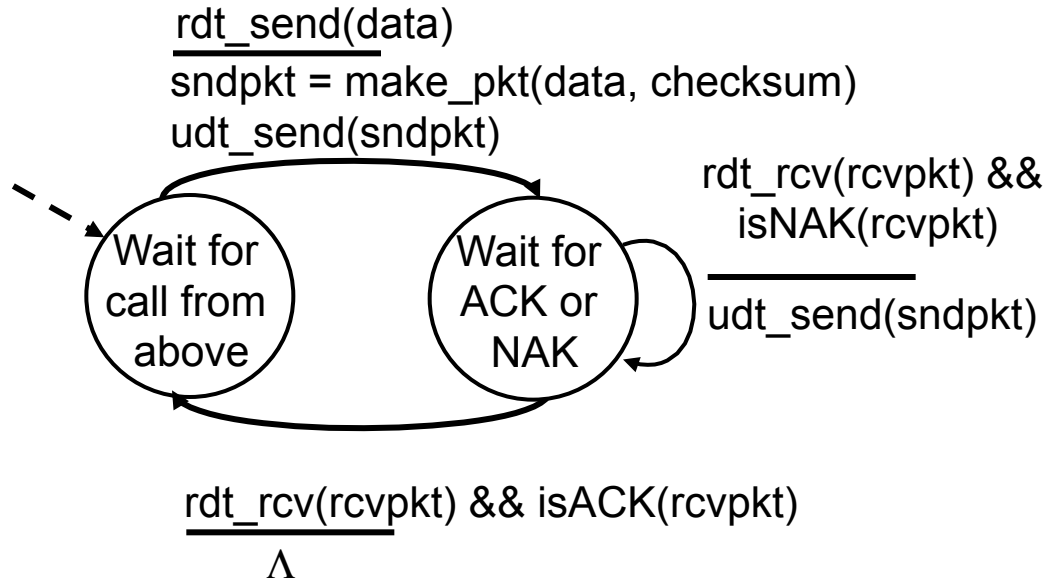 rdt_send(data)
sndpkt = make_pkt(data, checksum)
udt_send(sndpkt)
rdt_rcv(rcvpkt) &&
isNAK(rcvpkt)
udt_send(sndpkt)
Wait for
call from
above
Wait for
ACK or
NAK
rdt_rcv(rcvpkt) && isACK(rcvpkt)
Λ